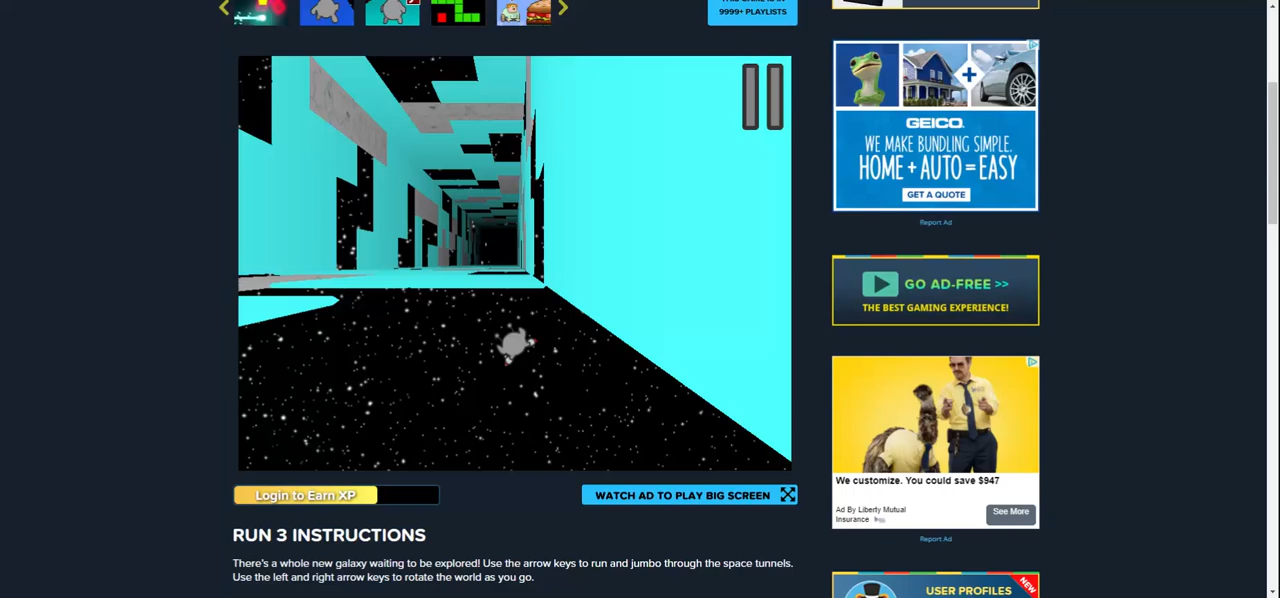 9999+ PLAYLISTS
GEICO.
WE MAKE BUNDLING SIMPLE.
HOME + AUTO = EASY
GET A QUOTE
Report Ad
GO AD-FREE >>
THE BEST GAMING EXPERIENCE!
We customize. You could save $947
Ad By Liberty Mutual
Insurance
See More
Report Ad
NEW
USER PROFILES
Login to Earn XP
WATCH AD TO PLAY BIG SCREEN
RUN 3 INSTRUCTIONS
There's a whole new galaxy waiting to be explored! Use the arrow keys to run and jumbo through the space tunnels.
Use the left and right arrow keys to rotate the world as you go.